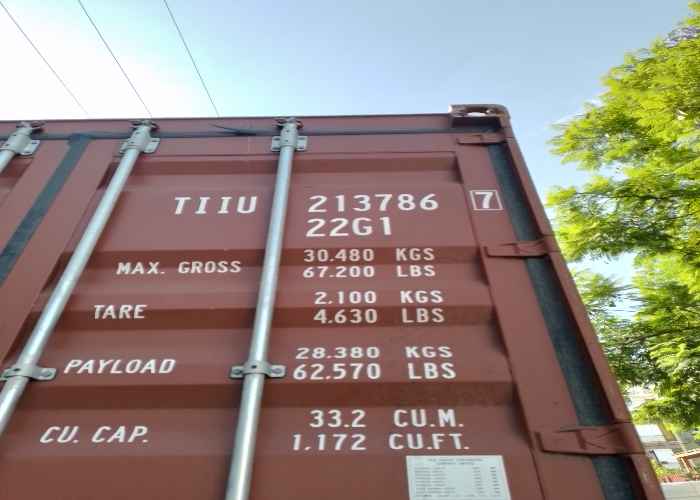 TIIU 213786 7
22G1
MAX. GROSS 30.480 KGS
67.200 LBS
TARE 2.100 KGS
4.630 LBS
PAYLOAD 28.380 KGS
62.570 LBS
CU. CAP. 33.2 CU.M.
1,172 CU.FT.